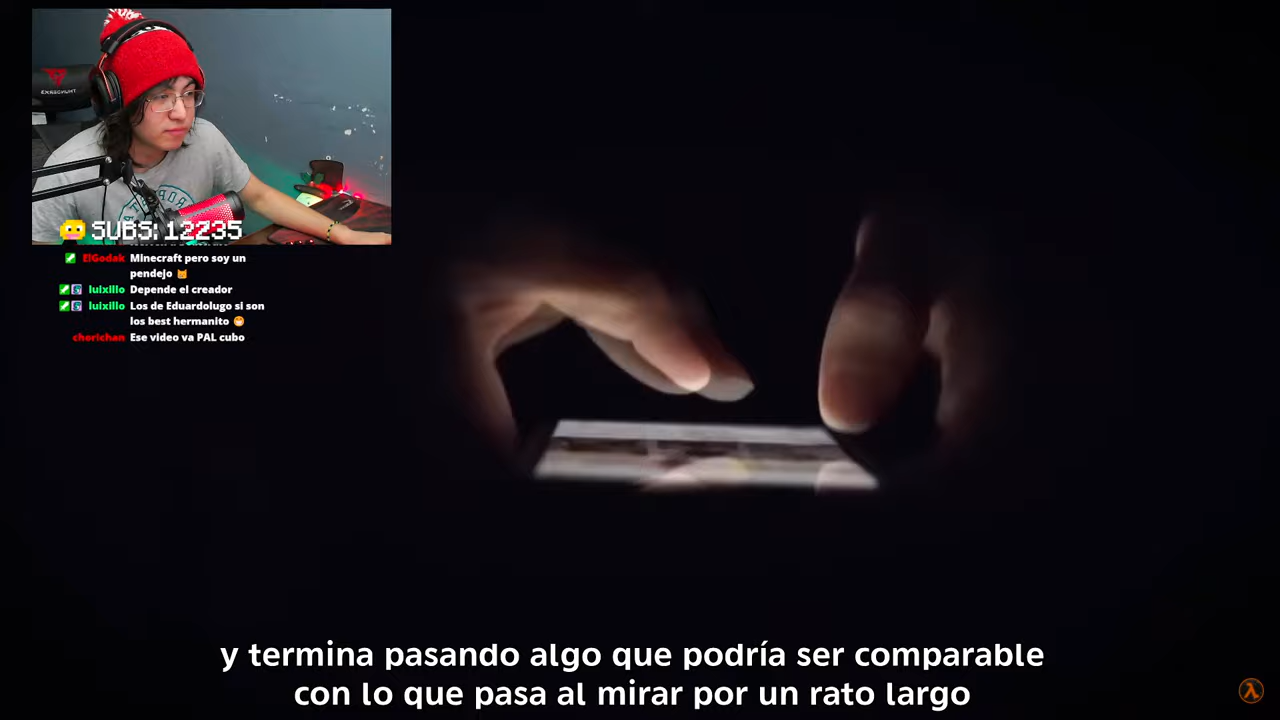 SUBS: 12235
ElGodak Minecraft pero soy un
pendejo
luixillo Depende el creador
luixillo Los de Eduardolugo si son
los best hermanito
chorichan Ese video va PAL cubo
y termina pasando algo que podría ser comparable
con lo que pasa al mirar por un rato largo